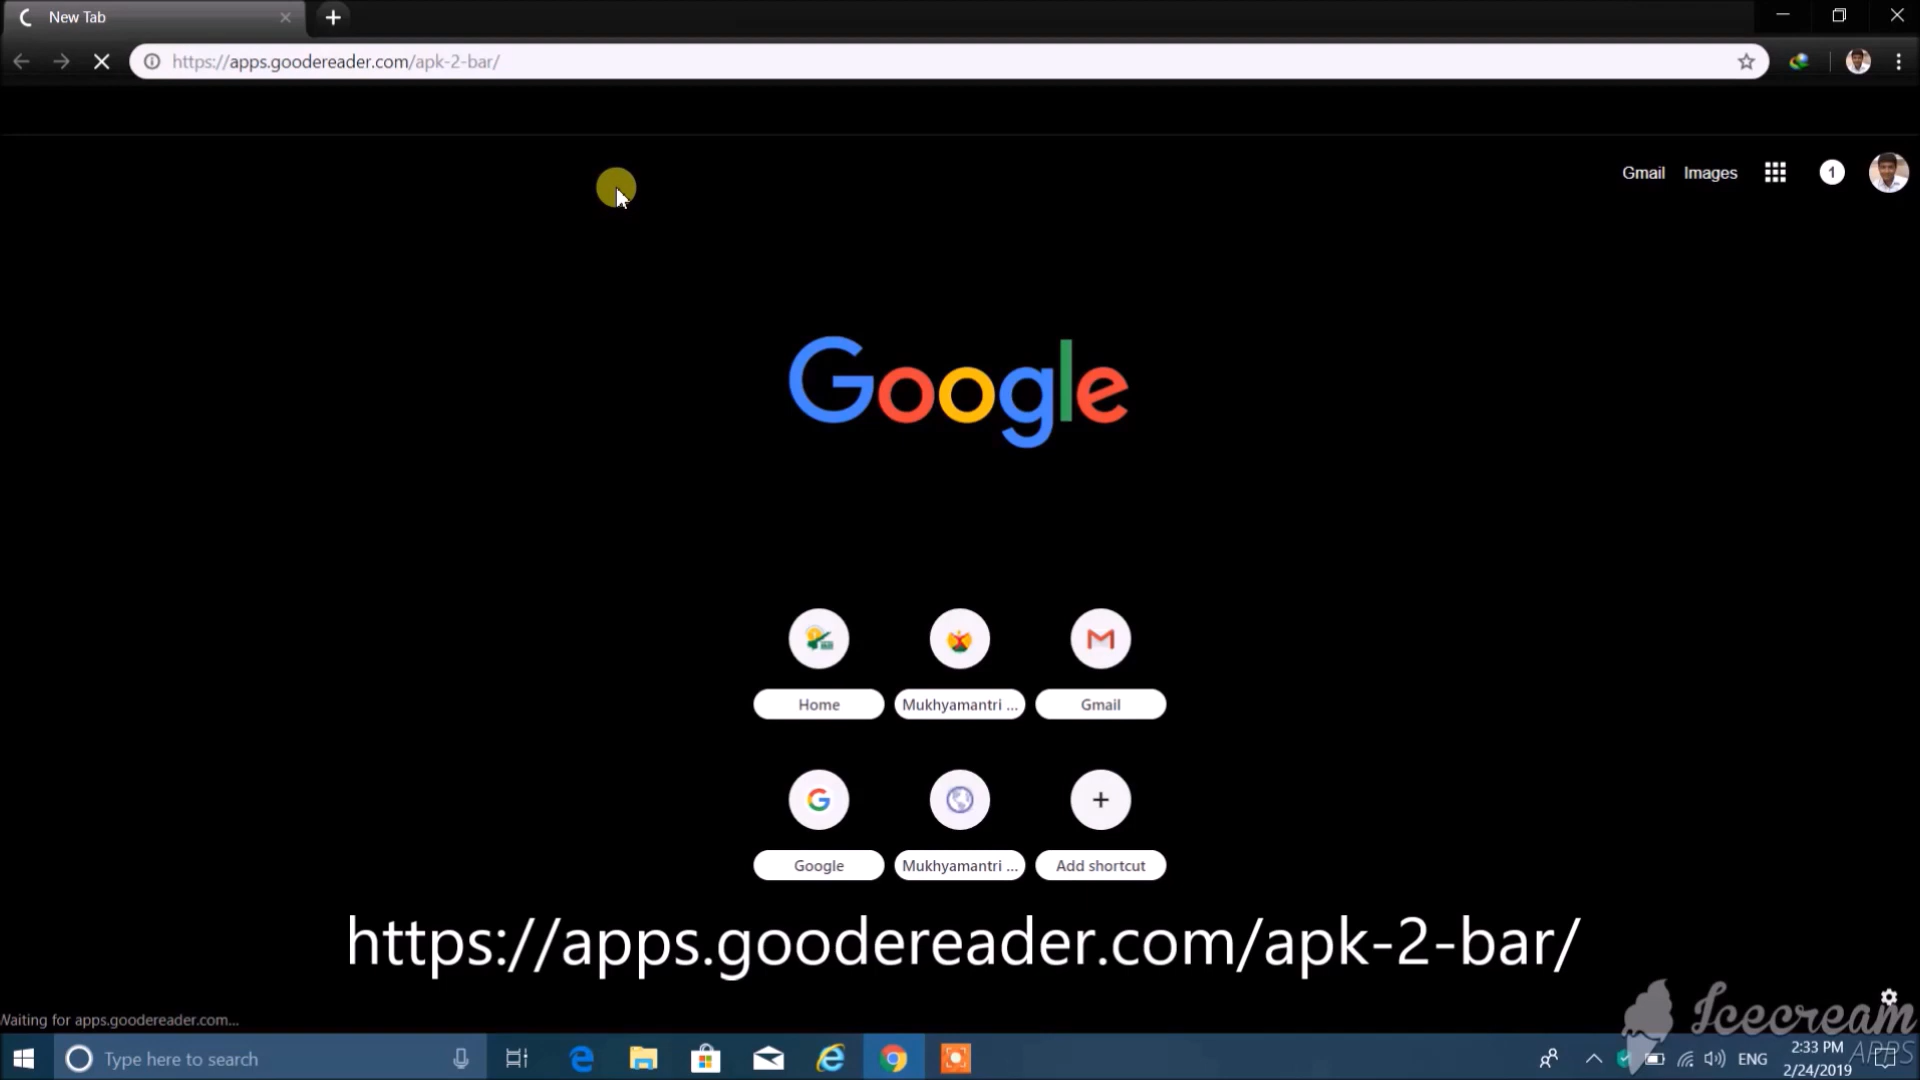 New Tab
https://apps.goodereader.com/apk-2-bar/
Gmail Images 1
Google
Home Mukhyamantri ... Gmail
Google Mukhyamantri ... Add shortcut
https://apps.goodereader.com/apk-2-bar/
Waiting for apps.goodereader.com...
Icecream
APPS
Type here to search
ENG
2:33 PM
2/24/2019